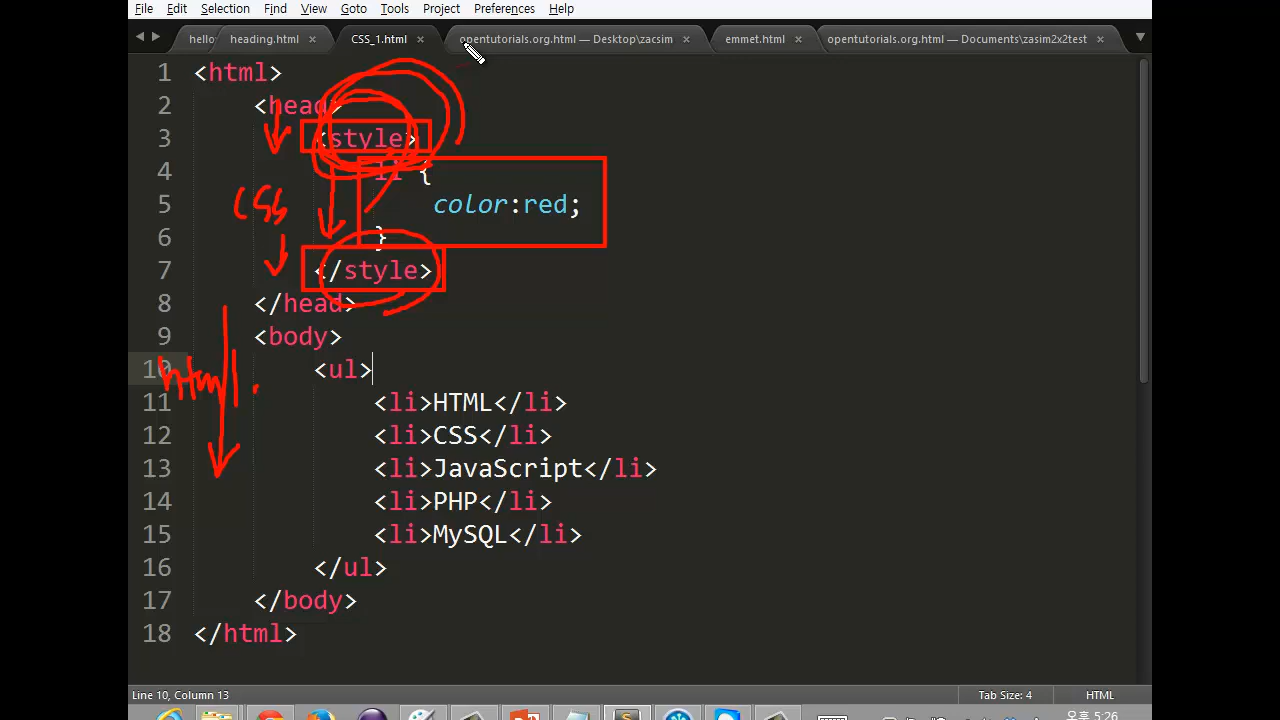 File Edit Selection Find View Goto Tools Project Preferences Help
hello heading.html × CSS_1.html × opentutorials.org.html — Desktop\zacsim × emmet.html × opentutorials.org.html — Documents\zasim2x2test ×
1 <html>
2 <head>
3 <style>
4 li {
CSS
5 color:red;
6 }
7 </style>
8 </head>
9 <body>
10 <ul>
html.
11 <li>HTML</li>
12 <li>CSS</li>
13 <li>JavaScript</li>
14 <li>PHP</li>
15 <li>MySQL</li>
16 </ul>
17 </body>
18 </html>
Line 10, Column 13 Tab Size: 4 HTML
오후 5:26